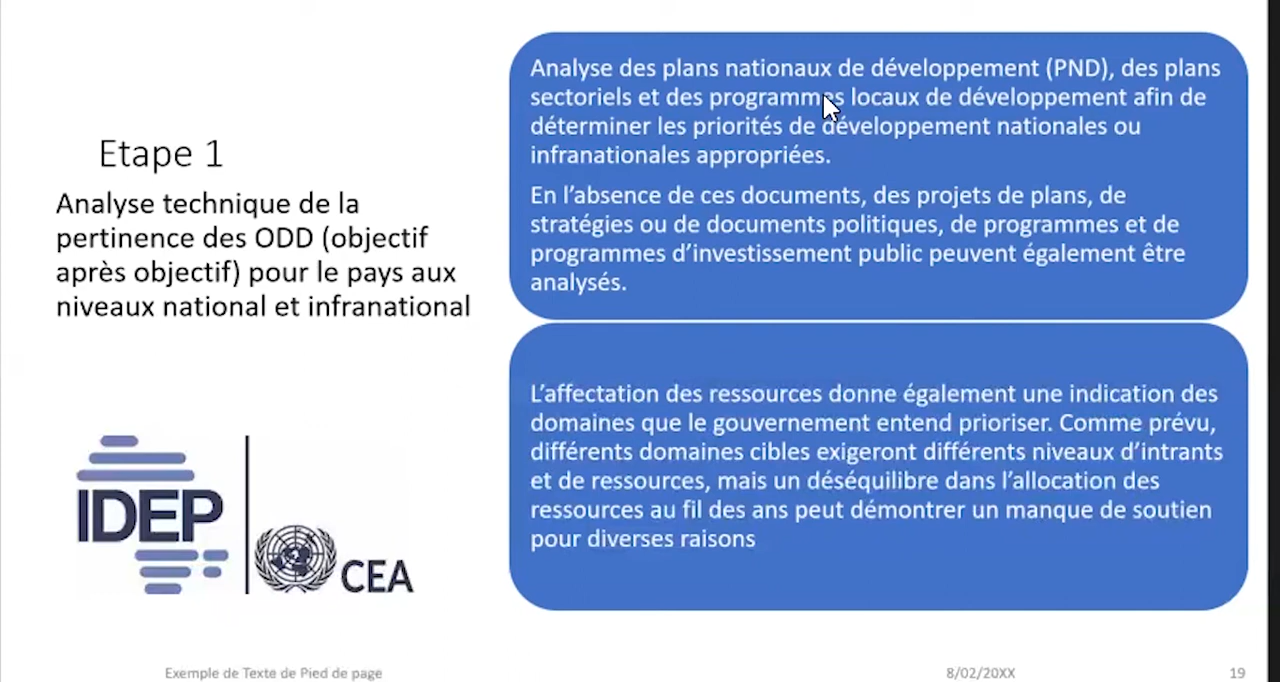 Etape 1
Analyse technique de la
pertinence des ODD (objectif
après objectif) pour le pays aux
niveaux national et infranational
Analyse des plans nationaux de développement (PND), des plans
sectoriels et des programmes locaux de développement afin de
déterminer les priorités de développement nationales ou
infranationales appropriées.
En l’absence de ces documents, des projets de plans, de
stratégies ou de documents politiques, de programmes et de
programmes d’investissement public peuvent également être
analysés.
L’affectation des ressources donne également une indication des
domaines que le gouvernement entend prioriser. Comme prévu,
différents domaines cibles exigeront différents niveaux d’intrants
et de ressources, mais un déséquilibre dans l’allocation des
ressources au fil des ans peut démontrer un manque de soutien
pour diverses raisons
IDEP
CEA
Exemple de Texte de Pied de page
8/02/20XX
19